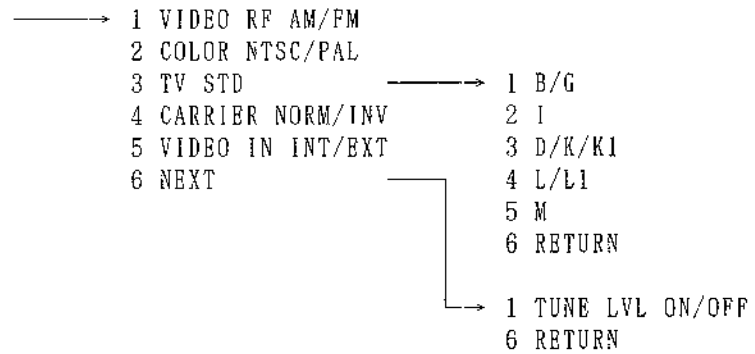 1 VIDEO RF AM/FM
2 COLOR NTSC/PAL
3 TV STD
4 CARRIER NORM/INV
5 VIDEO IN INT/EXT
6 NEXT
1 B/G
2 I
3 D/K/K1
4 L/L1
5 M
6 RETURN
1 TUNE LVL ON/OFF
6 RETURN